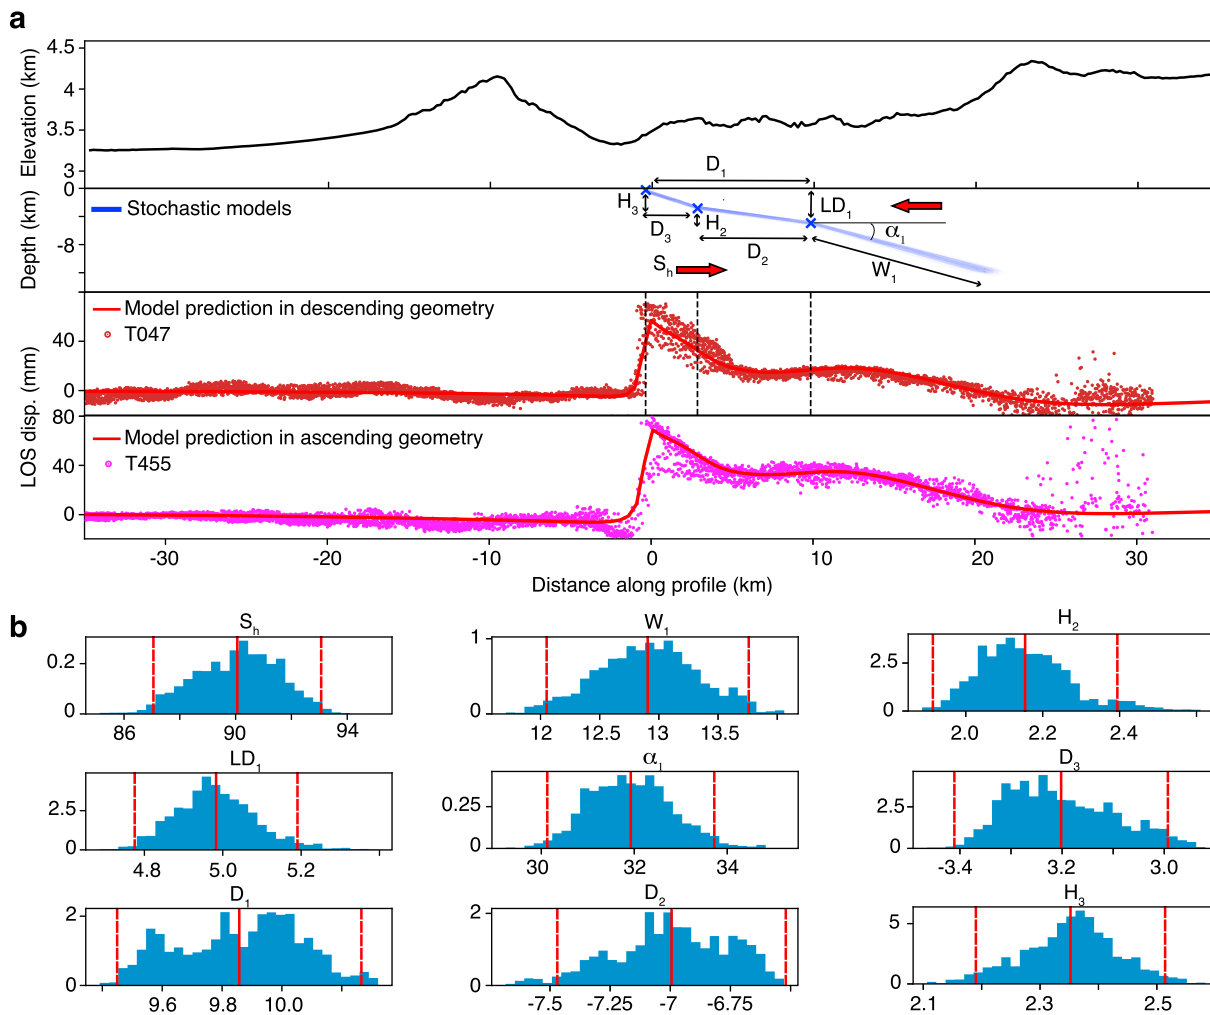 a
Elevation (km)
4.5
4
3.5
3
Depth (km)
0
-8
Stochastic models
D1
H3
D3
H2
D2
LD1
α1
W1
Sh
LOS disp. (mm)
Model prediction in descending geometry
T047
40
0
80
Model prediction in ascending geometry
T455
40
0
-30 -20 -10 0 10 20 30
Distance along profile (km)
b
Sh
0.2
0
86 90 94
W1
1
0
12 12.5 13 13.5
H2
2.5
0
2.0 2.2 2.4
LD1
2.5
0
4.8 5.0 5.2
α1
0.25
0
30 32 34
D3
2.5
0
-3.4 3.2 3.0
D1
2
0
9.6 9.8 10.0
D2
2
0
-7.5 -7.25 -7 -6.75
H3
5
0
2.1 2.3 2.5